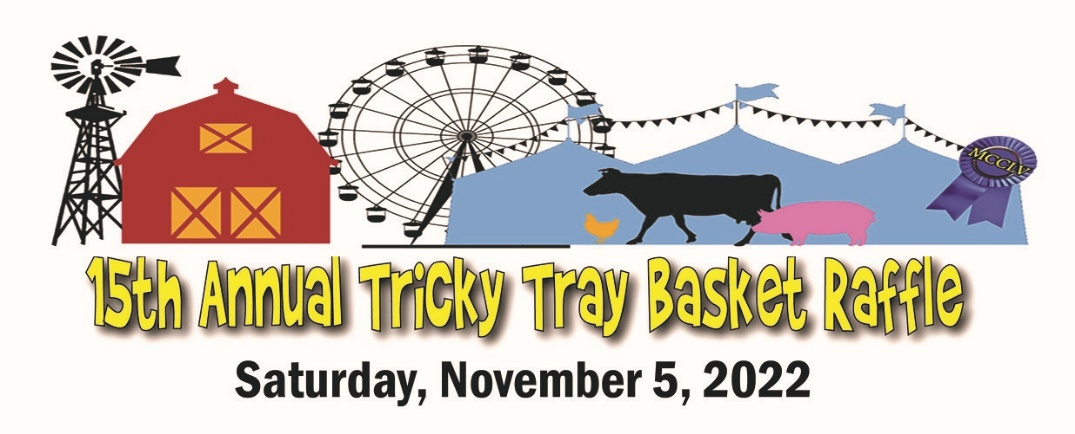 MCCLV
15th Annual Tricky Tray Basket Raffle
Saturday, November 5, 2022